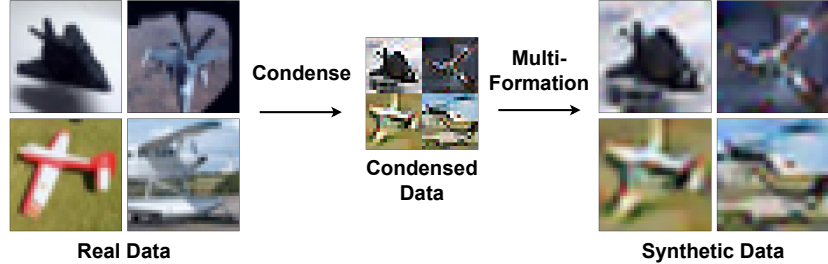 Condense
Multi-
Formation
Condensed
Data
Real Data
Synthetic Data